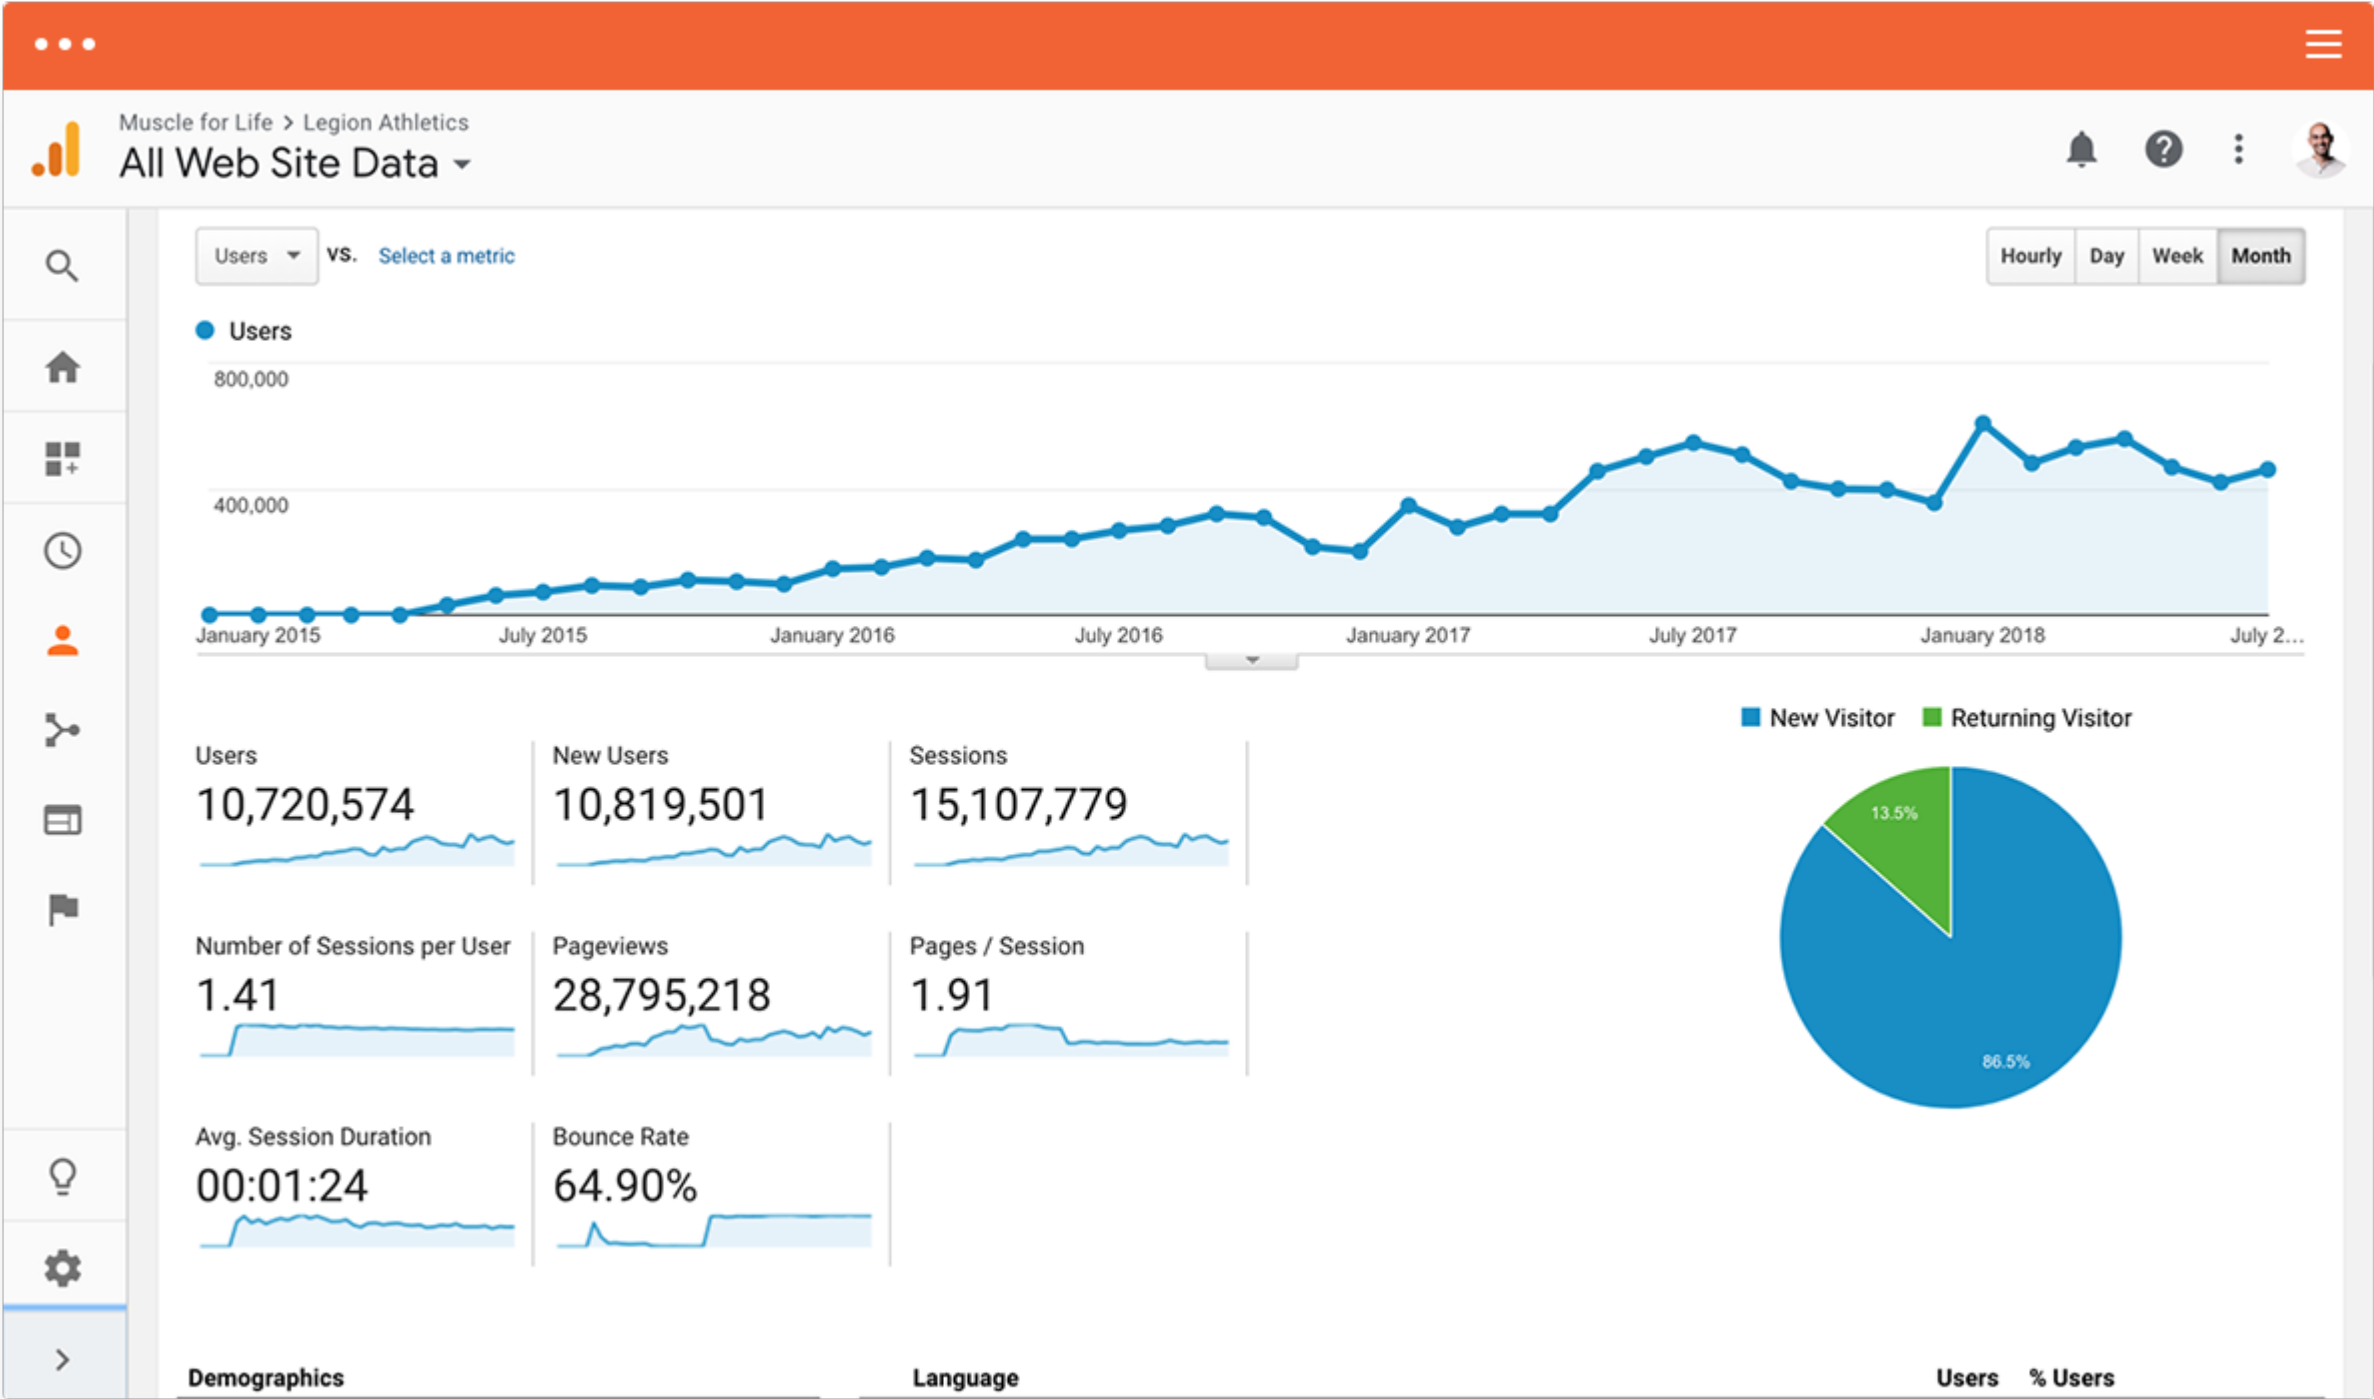 Muscle for Life > Legion Athletics
All Web Site Data
Users vs. Select a metric
Hourly Day Week Month
Users
800,000
400,000
January 2015 July 2015 January 2016 July 2016 January 2017 July 2017 January 2018 July 2...
New Visitor Returning Visitor
Users
10,720,574
New Users
10,819,501
Sessions
15,107,779
13.5%
86.5%
Number of Sessions per User
1.41
Pageviews
28,795,218
Pages / Session
1.91
Avg. Session Duration
00:01:24
Bounce Rate
64.90%
Demographics
Language Users % Users